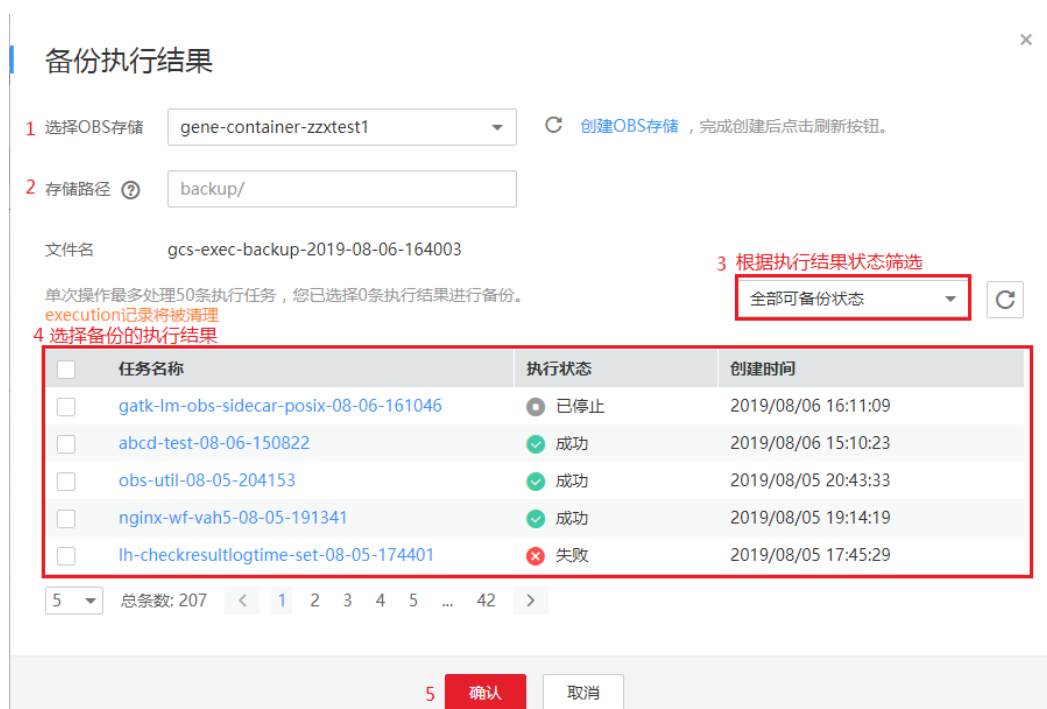 备份执行结果
1 选择OBS存储 gene-container-zzxtest1 创建OBS存储 ，完成创建后点击刷新按钮。
2 存储路径 ? backup/
文件名 gcs-exec-backup-2019-08-06-164003
3 根据执行结果状态筛选
单次操作最多处理50条执行任务，您已选择0条执行结果进行备份。 全部可备份状态
execution记录将被清理
4 选择备份的执行结果
任务名称 执行状态 创建时间
gatk-lm-obs-sidecar-posix-08-06-161046 已停止 2019/08/06 16:11:09
abcd-test-08-06-150822 成功 2019/08/06 15:10:23
obs-util-08-05-204153 成功 2019/08/05 20:43:33
nginx-wf-vah5-08-05-191341 成功 2019/08/05 19:14:19
lh-checkresultlogtime-set-08-05-174401 失败 2019/08/05 17:45:29
5 总条数: 207 < 1 2 3 4 5 ... 42 >
5 确认 取消